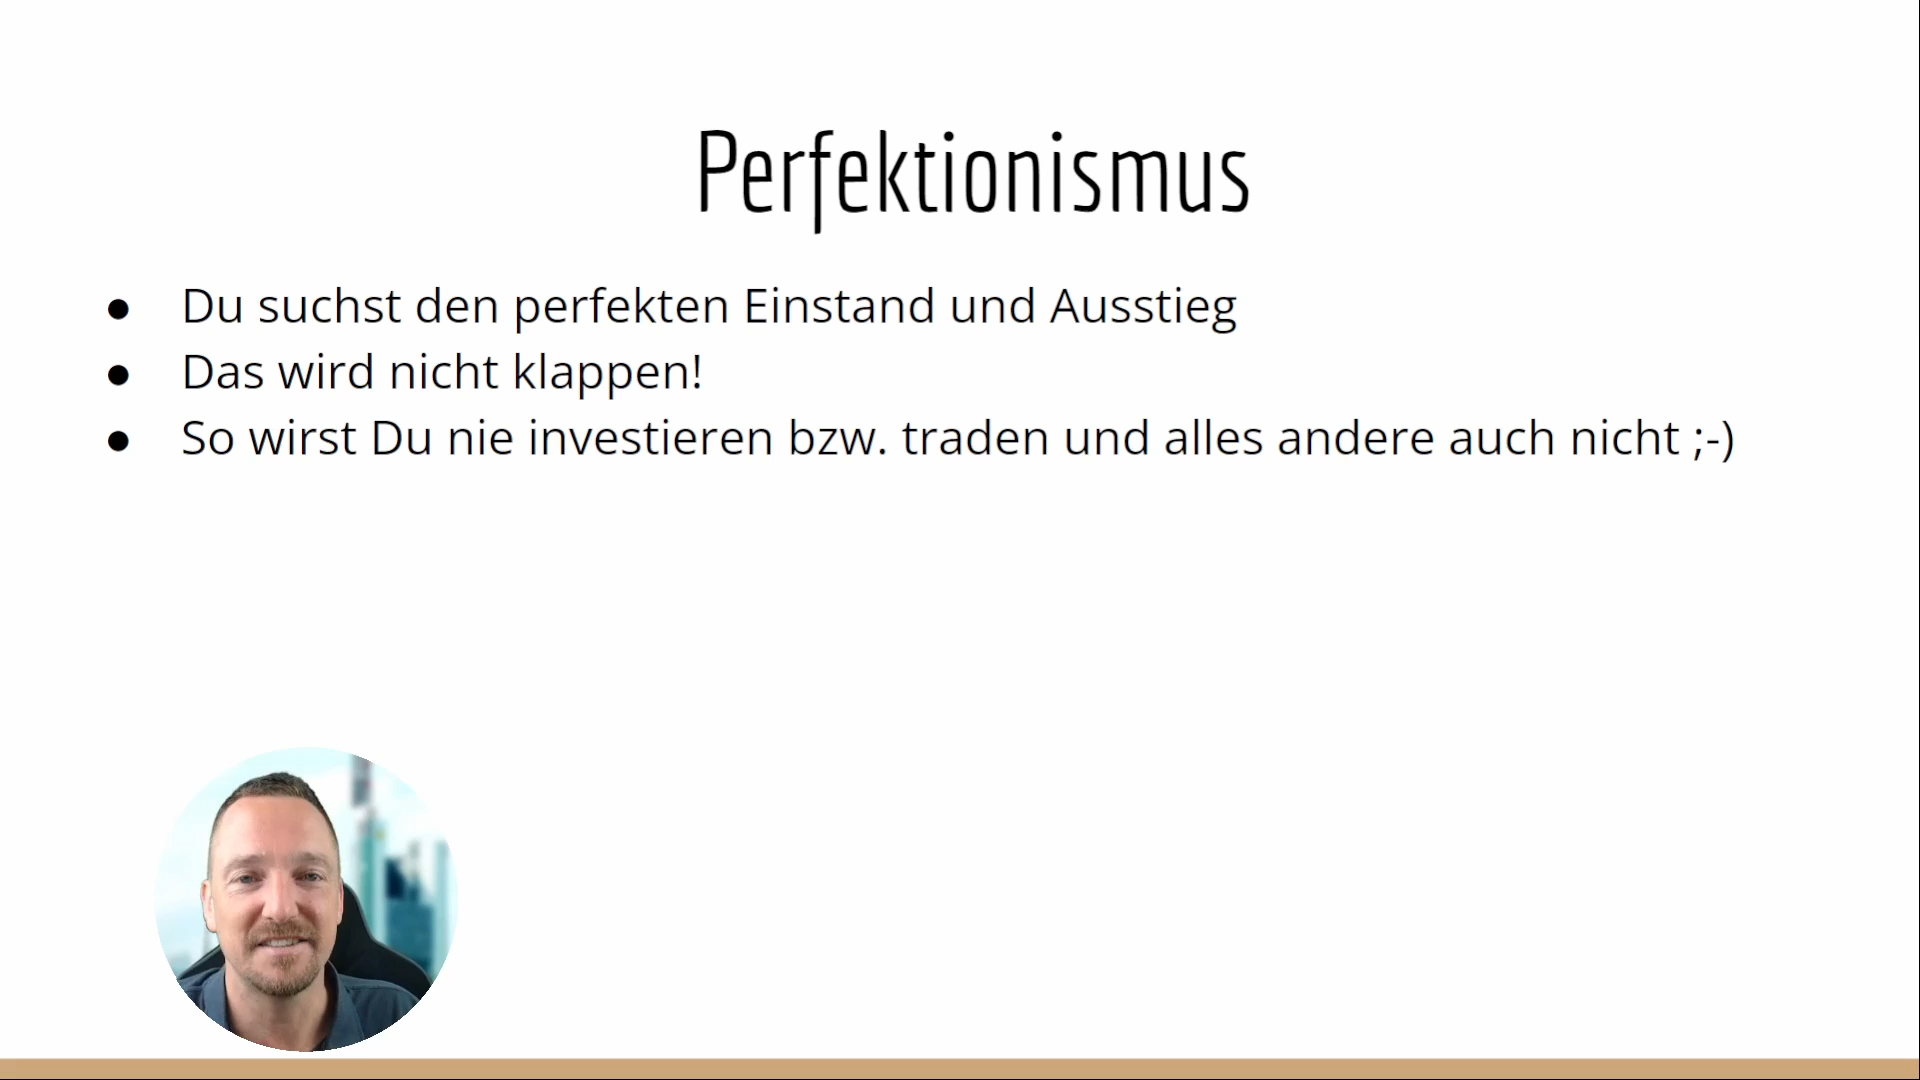 Perfektionismus
● Du suchst den perfekten Einstand und Ausstieg
● Das wird nicht klappen!
● So wirst Du nie investieren bzw. traden und alles andere auch nicht ;-)